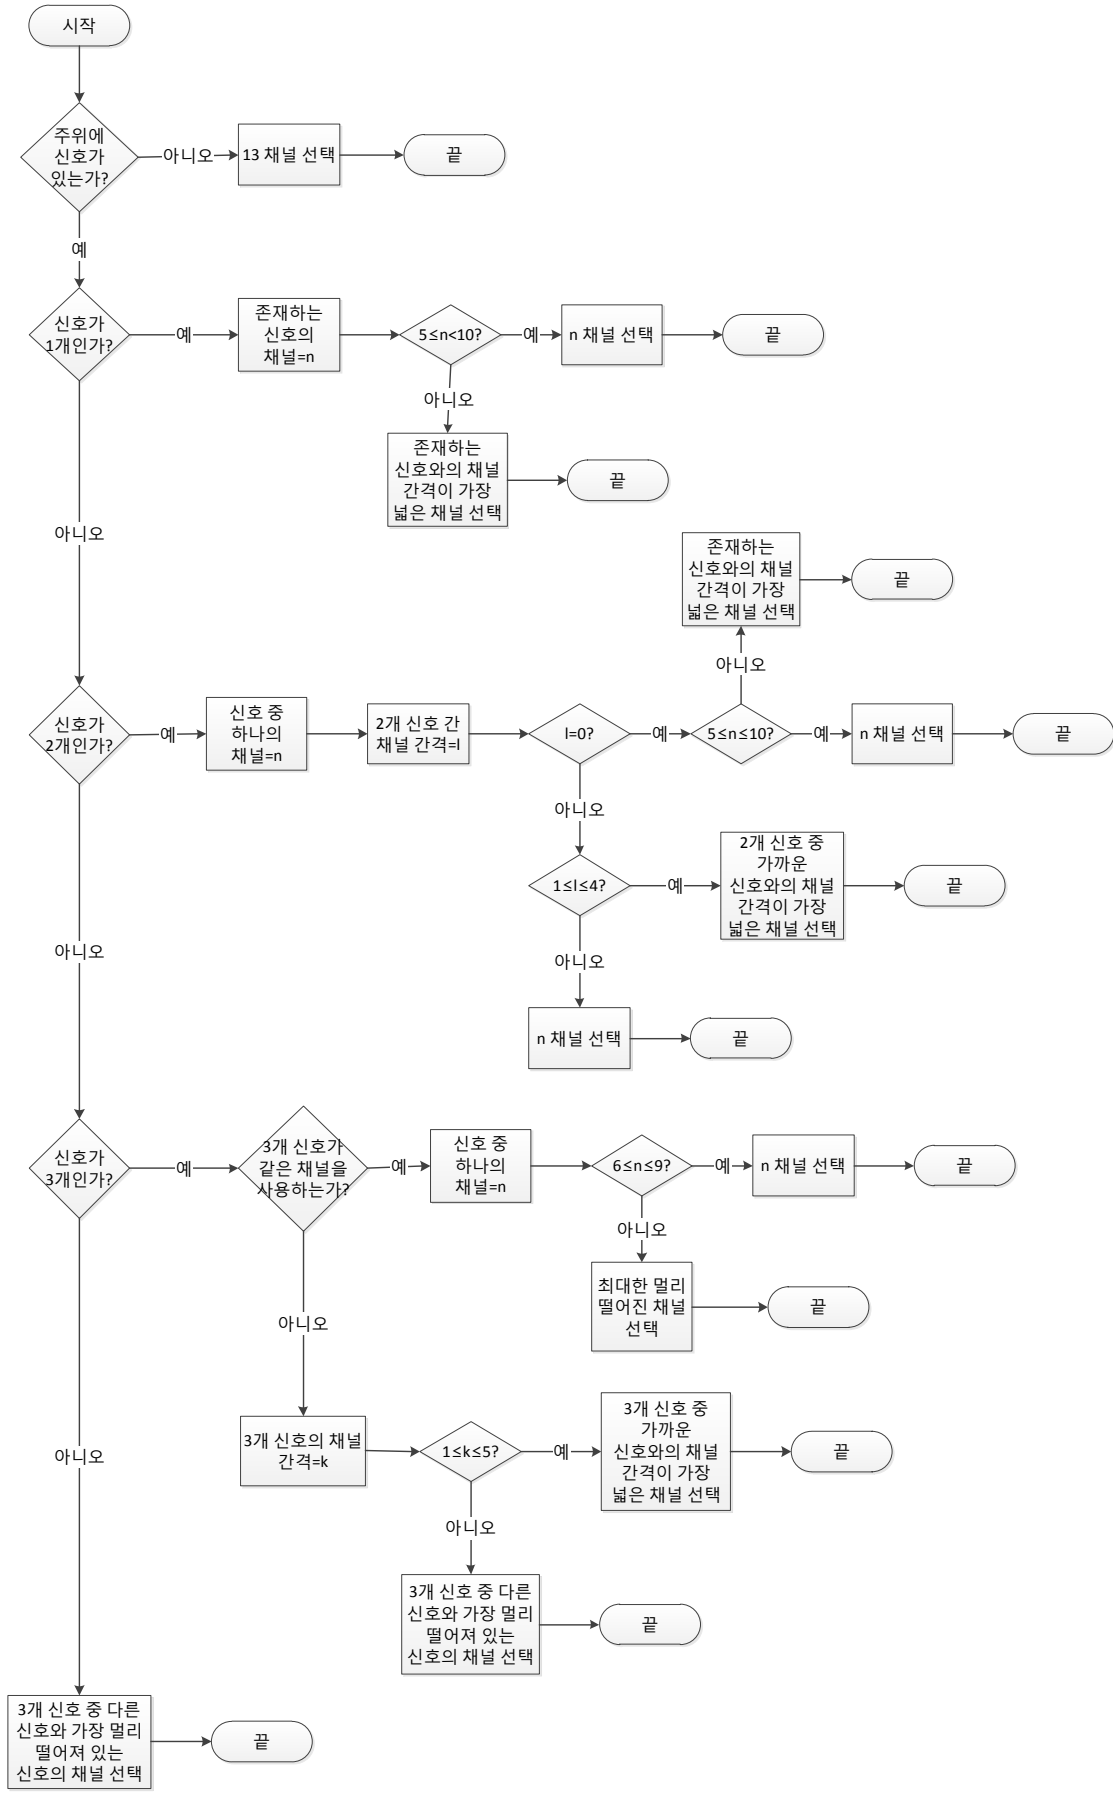 시작
주위에
신호가
있는가?
아니오
13 채널 선택
끝
예
신호가
1개인가?
예
존재하는
신호의
채널=n
5≤n<10?
예
n 채널 선택
끝
아니오
존재하는
신호와의 채널
간격이 가장
넓은 채널 선택
끝
아니오
존재하는
신호와의 채널
간격이 가장
넓은 채널 선택
끝
아니오
신호가
2개인가?
예
신호 중
하나의
채널=n
2개 신호 간
채널 간격=l
l=0?
예
5≤n≤10?
예
n 채널 선택
끝
아니오
1≤l≤4?
예
2개 신호 중
가까운
신호와의 채널
간격이 가장
넓은 채널 선택
끝
아니오
아니오
n 채널 선택
끝
신호가
3개인가?
예
3개 신호가
같은 채널을
사용하는가?
예
신호 중
하나의
채널=n
6≤n≤9?
예
n 채널 선택
끝
아니오
최대한 멀리
떨어진 채널
선택
끝
아니오
3개 신호의 채널
간격=k
1≤k≤5?
예
3개 신호 중
가까운
신호와의 채널
간격이 가장
넓은 채널 선택
끝
아니오
아니오
3개 신호 중 다른
신호와 가장 멀리
떨어져 있는
신호의 채널 선택
끝
3개 신호 중 다른
신호와 가장 멀리
떨어져 있는
신호의 채널 선택
끝